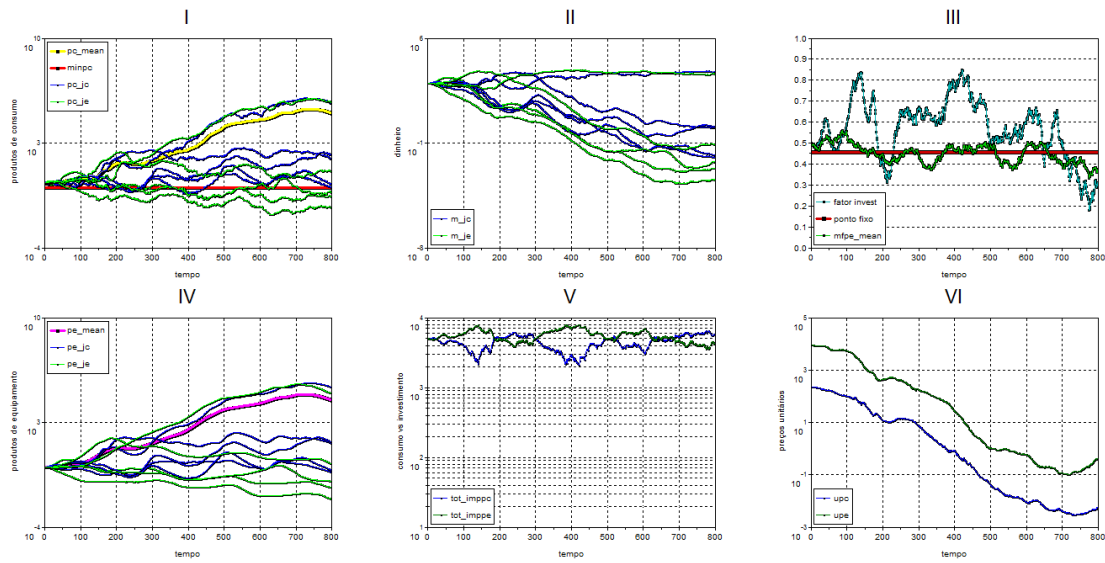 I
II
III
10
10
pc_mean
minpc
pc_jc
pc_je
3
10
-4
10
produtos de consumo
0 100 200 300 400 500 600 700 800
tempo
6
10
-1
10
-8
10
dinheiro
m_jc
m_je
0 100 200 300 400 500 600 700 800
tempo
1.0
0.9
0.8
0.7
0.6
0.5
0.4
0.3
0.2
0.1
0.0
fator invest
ponto fixo
mfpe_mean
0 100 200 300 400 500 600 700 800
tempo
IV
V
VI
10
10
pe_mean
pe_jc
pe_je
3
10
-4
10
produtos de equipamento
0 100 200 300 400 500 600 700 800
tempo
4
10
3
10
2
10
1
10
consumo vs investimento
tot_imppc
tot_imppe
0 100 200 300 400 500 600 700 800
tempo
5
10
3
10
1
10
-1
10
-3
10
preços unitários
upc
upe
0 100 200 300 400 500 600 700 800
tempo